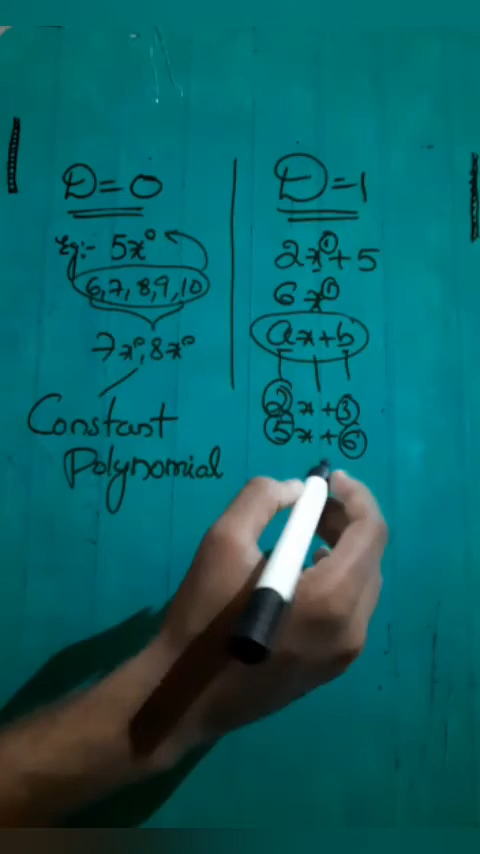 D=0
Eg:- 5x⁰
6,7,8,9,10
7x⁰,8x⁰
Constant
Polynomial
D=1
2x¹+5
6x¹
ax+b
2x+3
5x+6